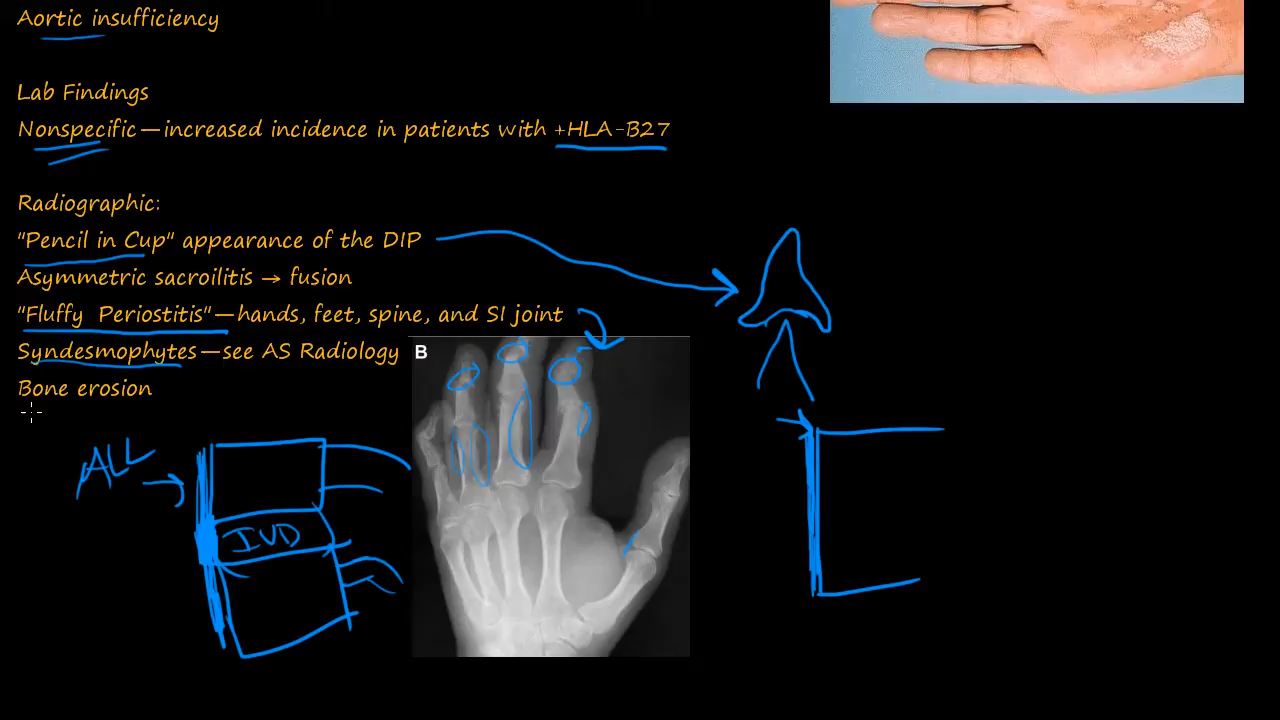 Aortic insufficiency
Lab Findings
Nonspecific—increased incidence in patients with +HLA-B27
Radiographic:
"Pencil in Cup" appearance of the DIP
Asymmetric sacroilitis → fusion
"Fluffy Periostitis"—hands, feet, spine, and SI joint
Syndesmophytes—see AS Radiology
Bone erosion
B
ALL
IVD